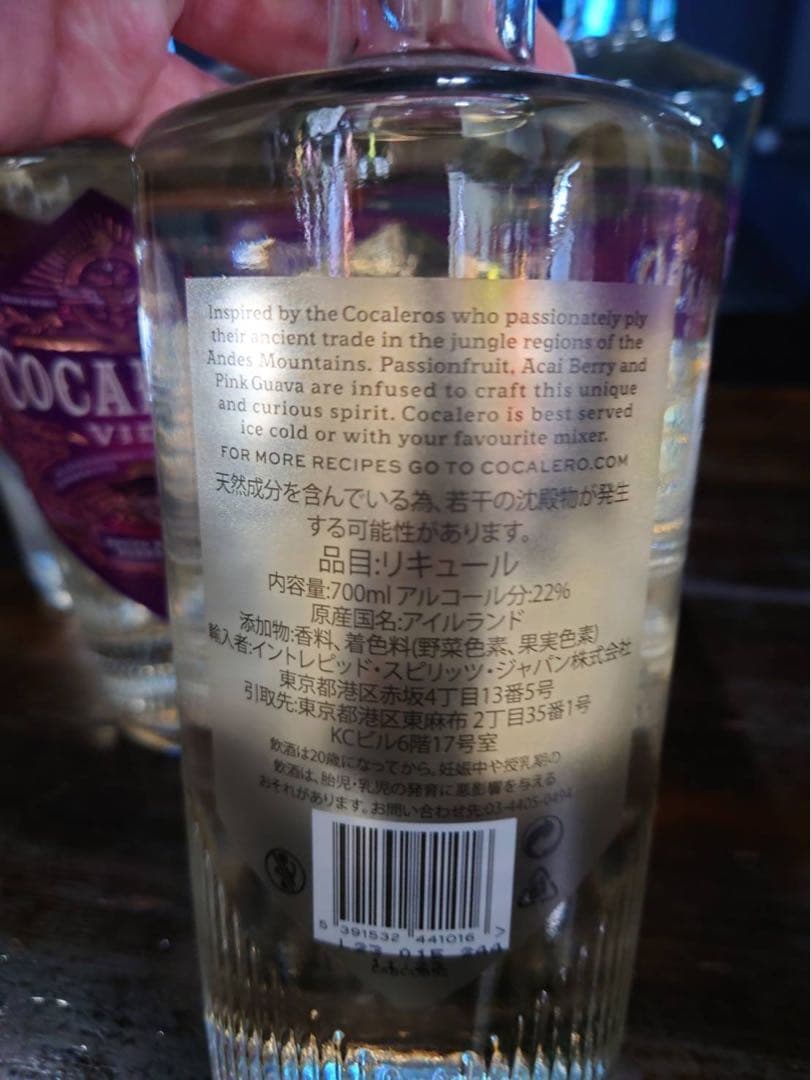 Inspired by the Cocaleros who passionately ply
their ancient trade in the jungle regions of the
Andes Mountains. Passionfruit, Acai Berry and
Pink Guava are infused to craft this unique
and curious spirit. Cocalero is best served
ice cold or with your favourite mixer.
FOR MORE RECIPES GO TO COCALERO.COM
天然成分を含んでいる為、若干の沈殿物が発生
する可能性があります。
品目:リキュール
内容量:700ml アルコール分:22%
原産国名:アイルランド
添加物:香料、着色料(野菜色素、果実色素)
輸入者:イントレピッド・スピリッツ・ジャパン株式会社
東京都港区赤坂4丁目13番5号
引取先:東京都港区東麻布 2丁目35番1号
KCビル6階17号室
飲酒は20歳になってから。妊娠中や授乳期の
飲酒は、胎児・乳児の発育に悪影響を与える
おそれがあります。お問い合わせ先:03-4405-0494
5 391532 441016 >
COCA
VI